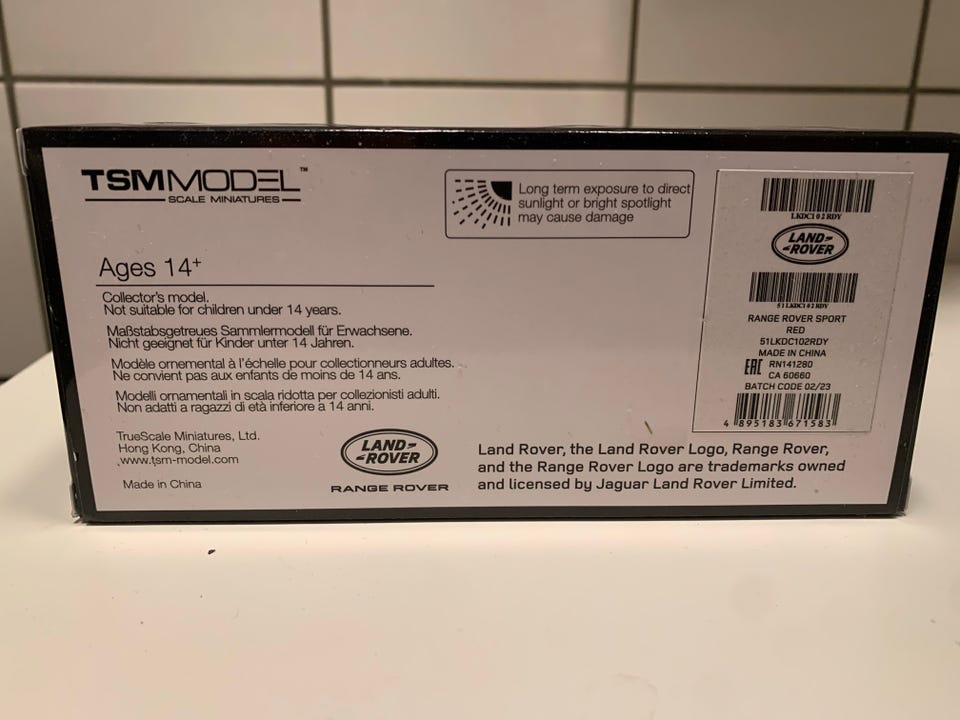 TSMMODEL™
SCALE MINIATURES
Long term exposure to direct
sunlight or bright spotlight
may cause damage
Ages 14+
Collector's model.
Not suitable for children under 14 years.
Maßstabsgetreues Sammlermodell für Erwachsene.
Nicht geeignet für Kinder unter 14 Jahren.
Modèle ornemental à l'échelle pour collectionneurs adultes.
Ne convient pas aux enfants de moins de 14 ans.
Modelli ornamentali in scala ridotta per collezionisti adulti.
Non adatti a ragazzi di età inferiore a 14 anni.
TrueScale Miniatures, Ltd.
Hong Kong, China
www.tsm-model.com
Made in China
LAND
ROVER
RANGE ROVER
Land Rover, the Land Rover Logo, Range Rover,
and the Range Rover Logo are trademarks owned
and licensed by Jaguar Land Rover Limited.
LKDC102RDY
LAND
ROVER
51LKDC102RDY
RANGE ROVER SPORT
RED
51LKDC102RDY
MADE IN CHINA
EAC RN141280
CA 60660
BATCH CODE 02/23
4 895183 671583